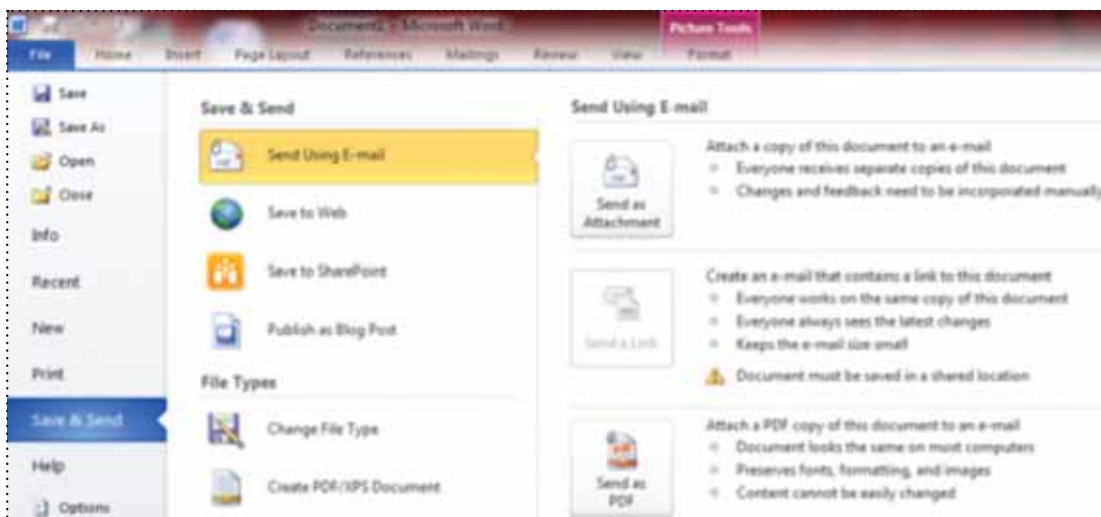 Document1 - Microsoft Word
Picture Tools
File Home Insert Page Layout References Mailings Review View Format
Save
Save As
Open
Close
Info
Recent
New
Print
Save & Send
Help
Options
Save & Send
Send Using E-mail
Save to Web
Save to SharePoint
Publish as Blog Post
File Types
Change File Type
Create PDF/XPS Document
Send Using E-mail
Send as
Attachment
Attach a copy of this document to an e-mail
Everyone receives separate copies of this document
Changes and feedback need to be incorporated manually
Send a Link
Create an e-mail that contains a link to this document
Everyone works on the same copy of this document
Everyone always sees the latest changes
Keeps the e-mail size small
Document must be saved in a shared location
Send as
PDF
Attach a PDF copy of this document to an e-mail
Document looks the same on most computers
Preserves fonts, formatting, and images
Content cannot be easily changed